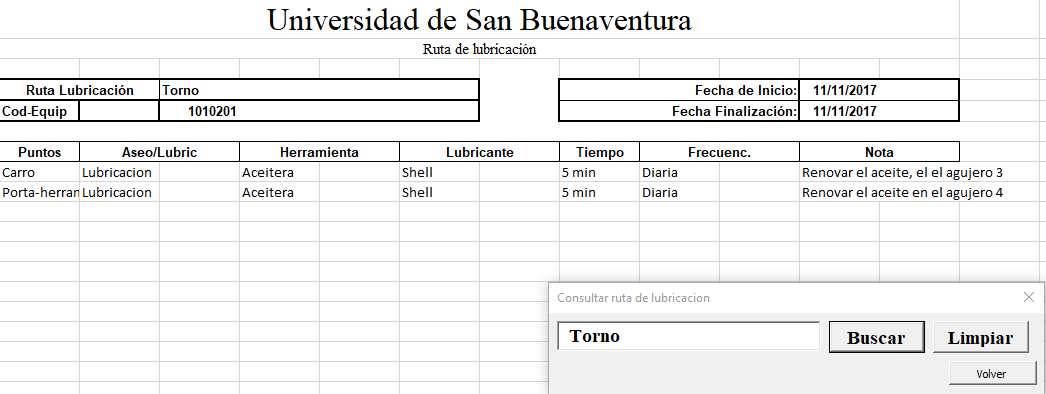 Universidad de San Buenaventura
Ruta de lubricación
Ruta Lubricación Torno Fecha de Inicio: 11/11/2017
Cod-Equip 1010201 Fecha Finalización: 11/11/2017
Puntos Aseo/Lubric Herramienta Lubricante Tiempo Frecuenc. Nota
Carro Lubricacion Aceitera Shell 5 min Diaria Renovar el aceite, el el agujero 3
Porta-herran Lubricacion Aceitera Shell 5 min Diaria Renovar el aceite en el agujero 4
Consultar ruta de lubricacion
Torno Buscar Limpiar
Volver